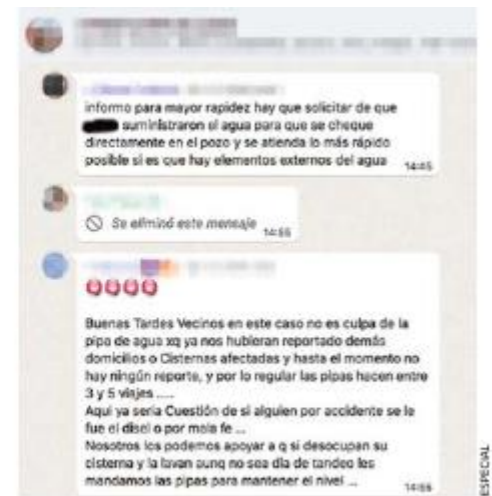 informo para mayor rapidez hay que solicitar de que
suministraron el agua para que se cheque
directamente en el pozo y se atienda lo más rápido
posible si es que hay elementos externos del agua
14:45
Se eliminó este mensaje
14:55
Buenas Tardes Vecinos en este caso no es culpa de la
pipa de agua xq ya nos hubieran reportado demás
domicilios o Cisternas afectadas y hasta el momento no
hay ningún reporte, y por lo regular las pipas hacen entre
3 y 5 viajes .....
Aqui ya seria Cuestión de si alguien por accidente se le
fue el disel o por mala fe ...
Nosotros los podemos apoyar a q si desocupan su
cisterna y la lavan aunq no sea día de tandeo les
mandamos las pipas para mantener el nivel ...
14:56
ESPECIAL